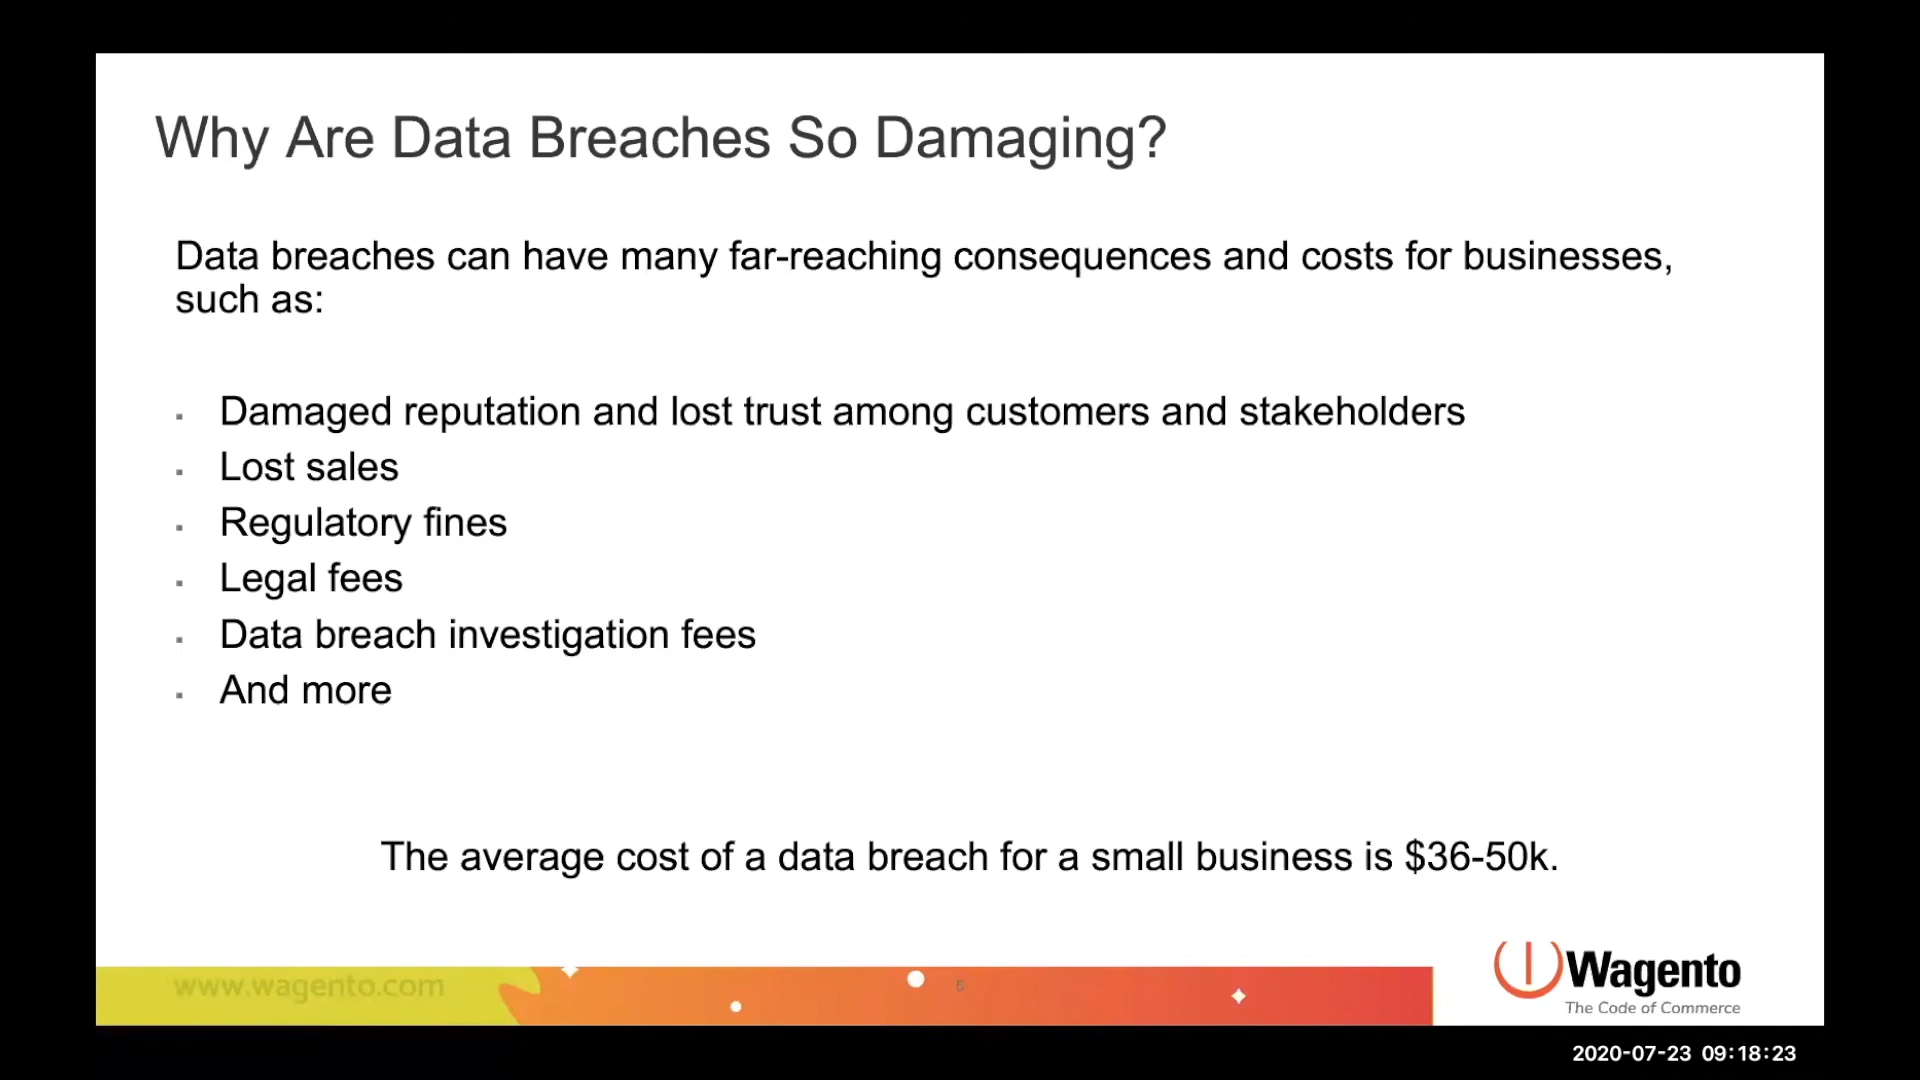 Why Are Data Breaches So Damaging?
Data breaches can have many far-reaching consequences and costs for businesses,
such as:
▪ Damaged reputation and lost trust among customers and stakeholders
▪ Lost sales
▪ Regulatory fines
▪ Legal fees
▪ Data breach investigation fees
▪ And more
The average cost of a data breach for a small business is $36-50k.
www.wagento.com
Wagento
The Code of Commerce
2020-07-23 09:18:23